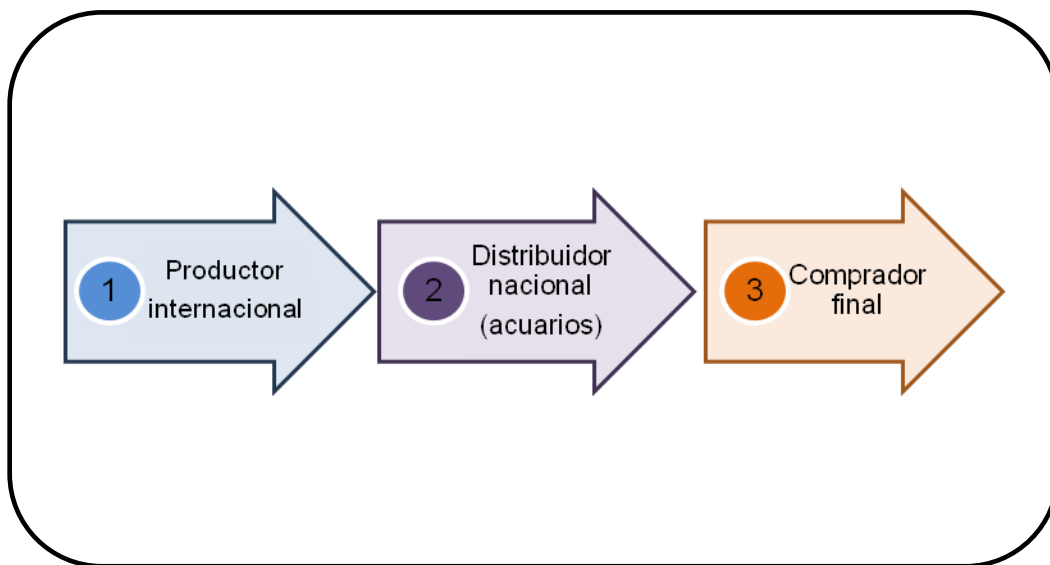 1
Productor
internacional
2
Distribuidor
nacional
(acuarios)
3
Comprador
final